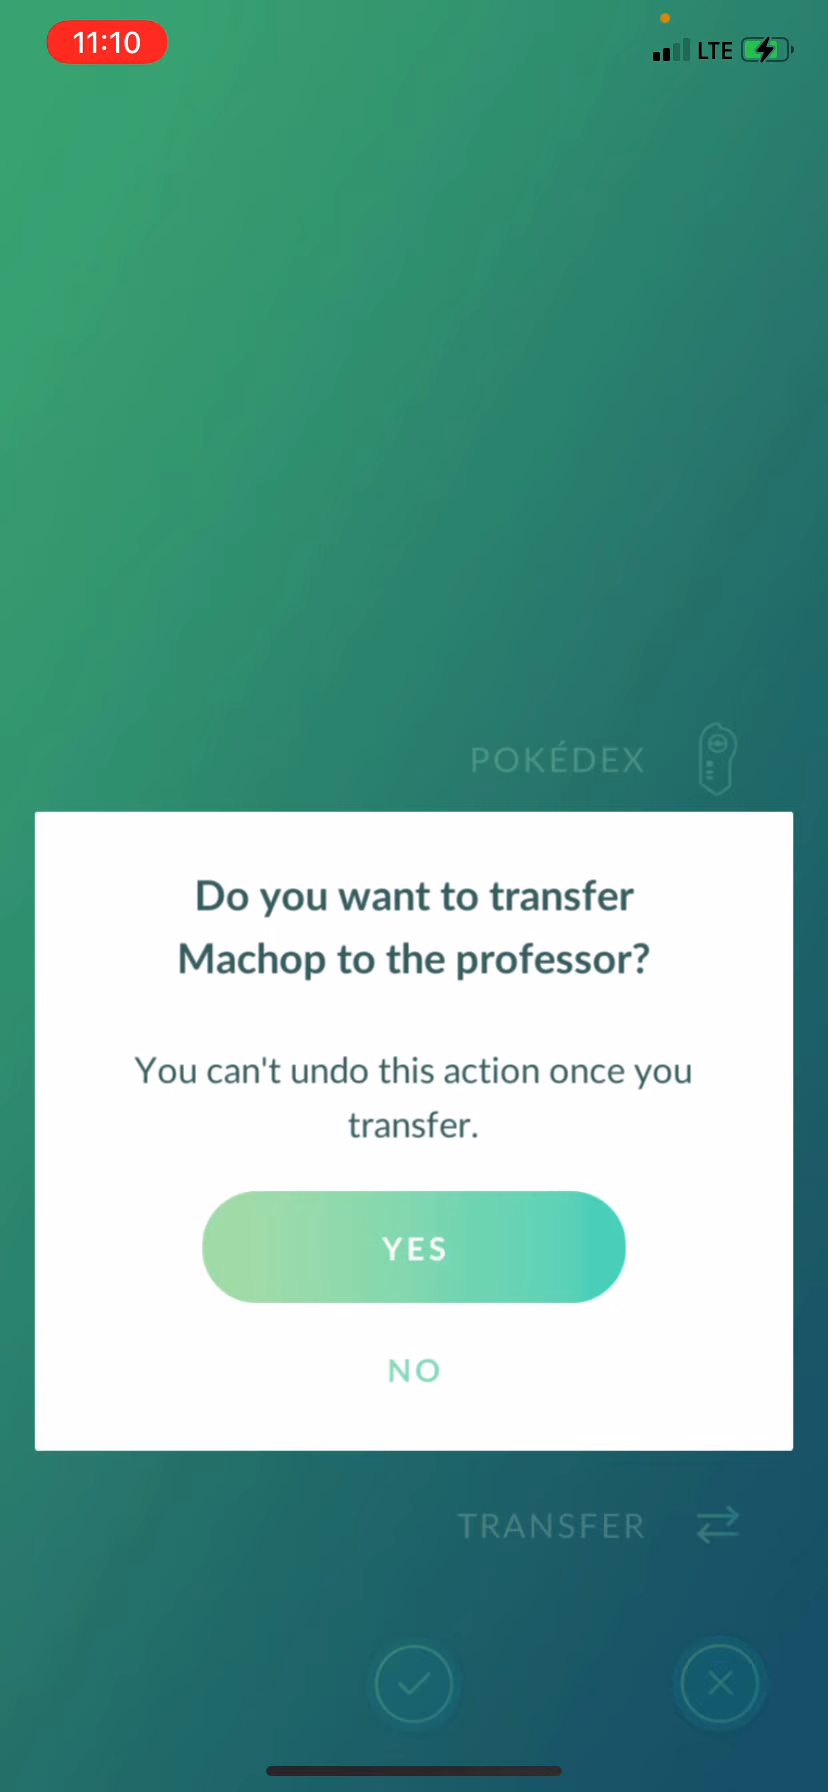 11:10
LTE
POKÉDEX
Do you want to transfer
Machop to the professor?
You can't undo this action once you
transfer.
YES
NO
TRANSFER